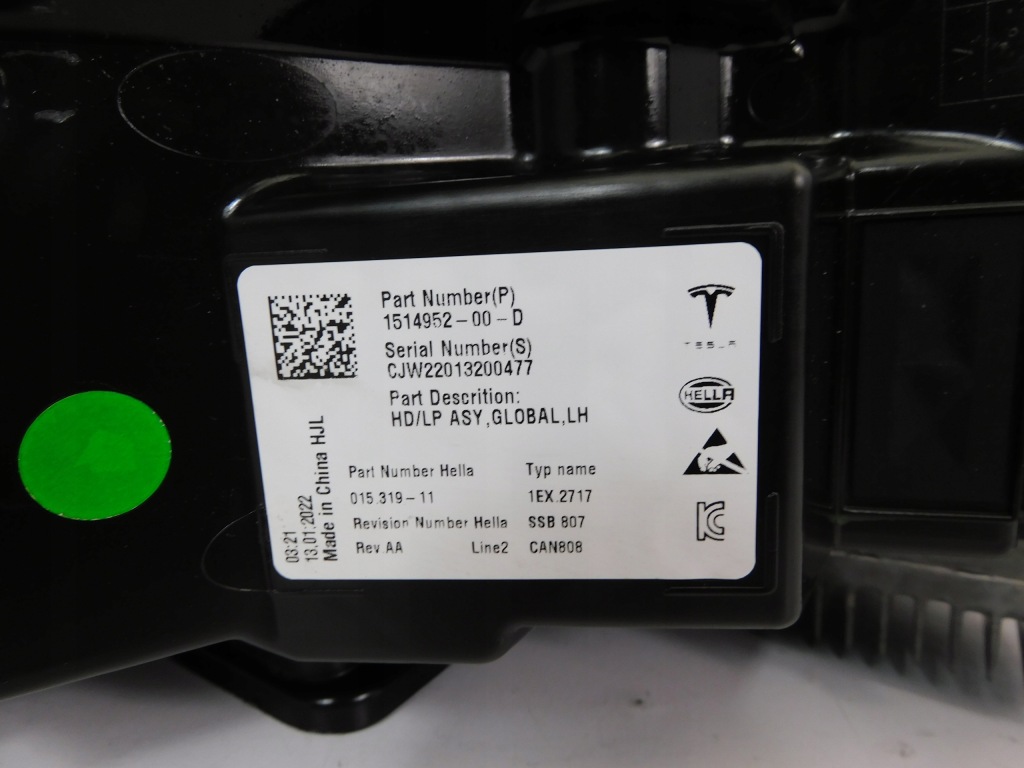 Part Number(P)
1514952-00-D
Serial Number(S)
CJW22013200477
Part Descrition:
HD/LP ASY,GLOBAL,LH
TESLA
HELLA
Part Number Hella Typ name
015.319-11 1EX.2717
Revision Number Hella SSB 807
Rev AA Line2 CAN808
03:21
13.01.2022
Made in China HJL